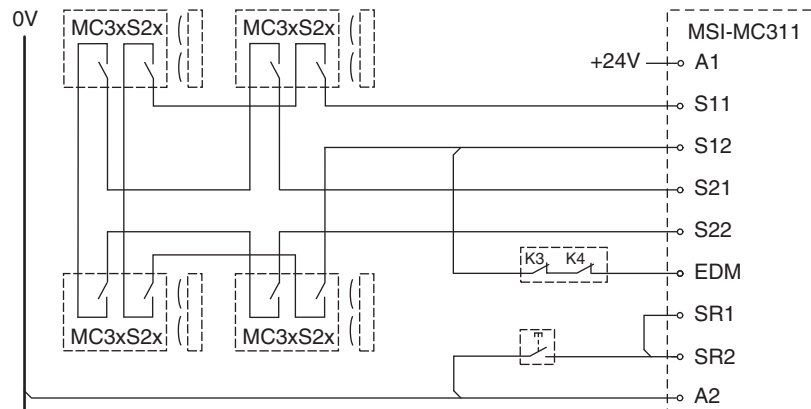 0V
MC3xS2x
MC3xS2x
MSI-MC311
+24V
A1
S11
S12
S21
S22
K3 K4
EDM
SR1
SR2
A2
MC3xS2x
MC3xS2x